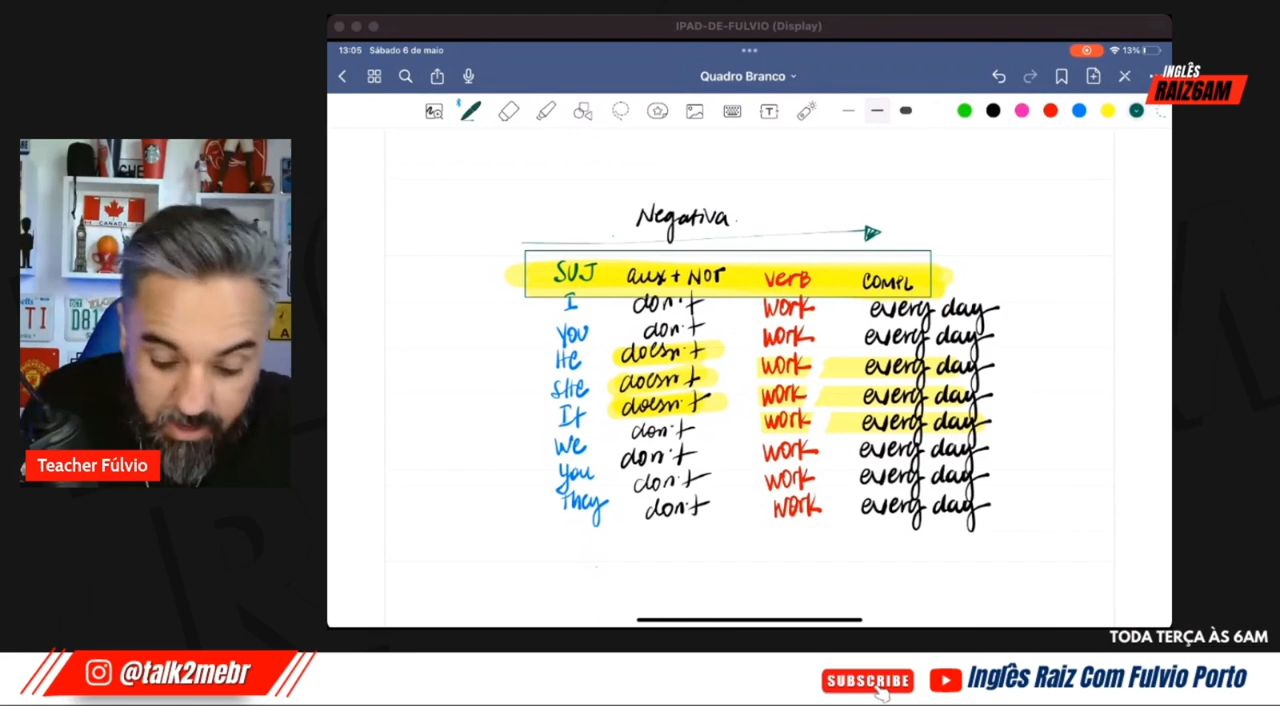 IPAD-DE-FULVIO (Display)
13:05 Sábado 6 de maio
13%
Quadro Branco
INGLÊS
RAIZ6AM
T
Negativa.
SUJ aux + NOT verb COMPL
I don't work every day
You don't work every day
He doesn't work every day
She doesn't work every day
It doesn't work every day
don't
We don't work every day
You don't work every day
They don't work every day
CANADA
Teacher Fúlvio
TODA TERÇA ÀS 6AM
@talk2mebr
SUBSCRIBE
Inglês Raiz Com Fulvio Porto